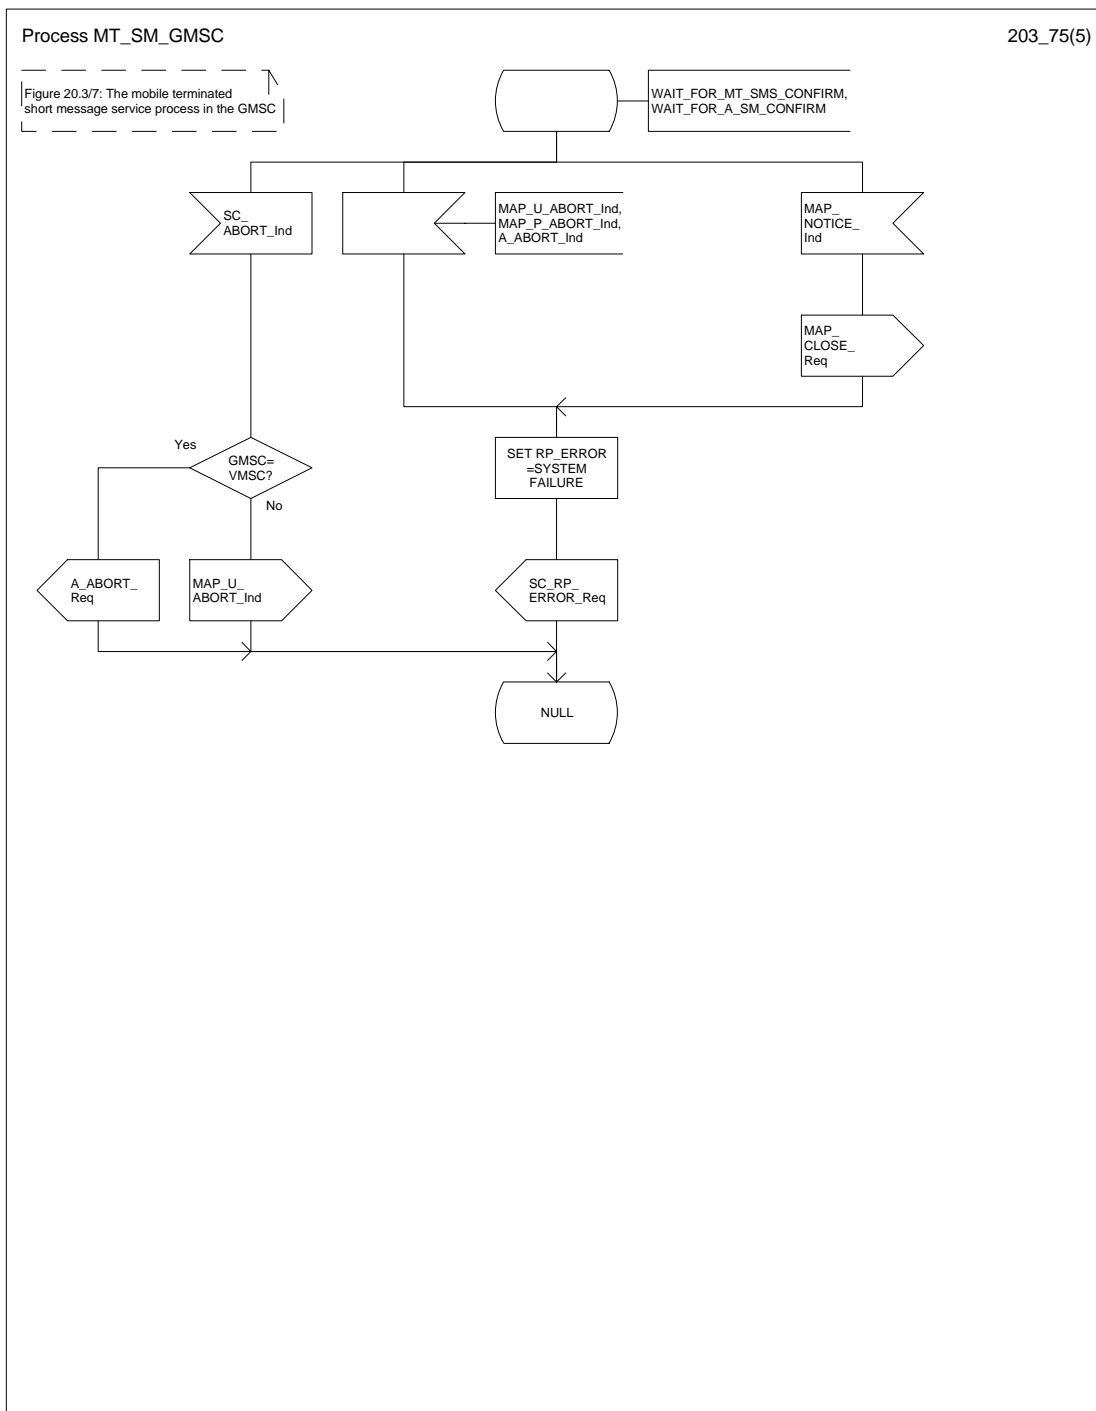 Process MT_SM_GMSC
203_75(5)
Figure 20.3/7: The mobile terminated
short message service process in the GMSC
WAIT_FOR_MT_SMS_CONFIRM,
WAIT_FOR_A_SM_CONFIRM
SC_
ABORT_Ind
MAP_U_ABORT_Ind,
MAP_P_ABORT_Ind,
A_ABORT_Ind
MAP_
NOTICE_
Ind
MAP_
CLOSE_
Req
Yes
GMSC=
VMSC?
No
SET RP_ERROR
=SYSTEM
FAILURE
A_ABORT_
Req
MAP_U_
ABORT_Ind
SC_RP_
ERROR_Req
NULL